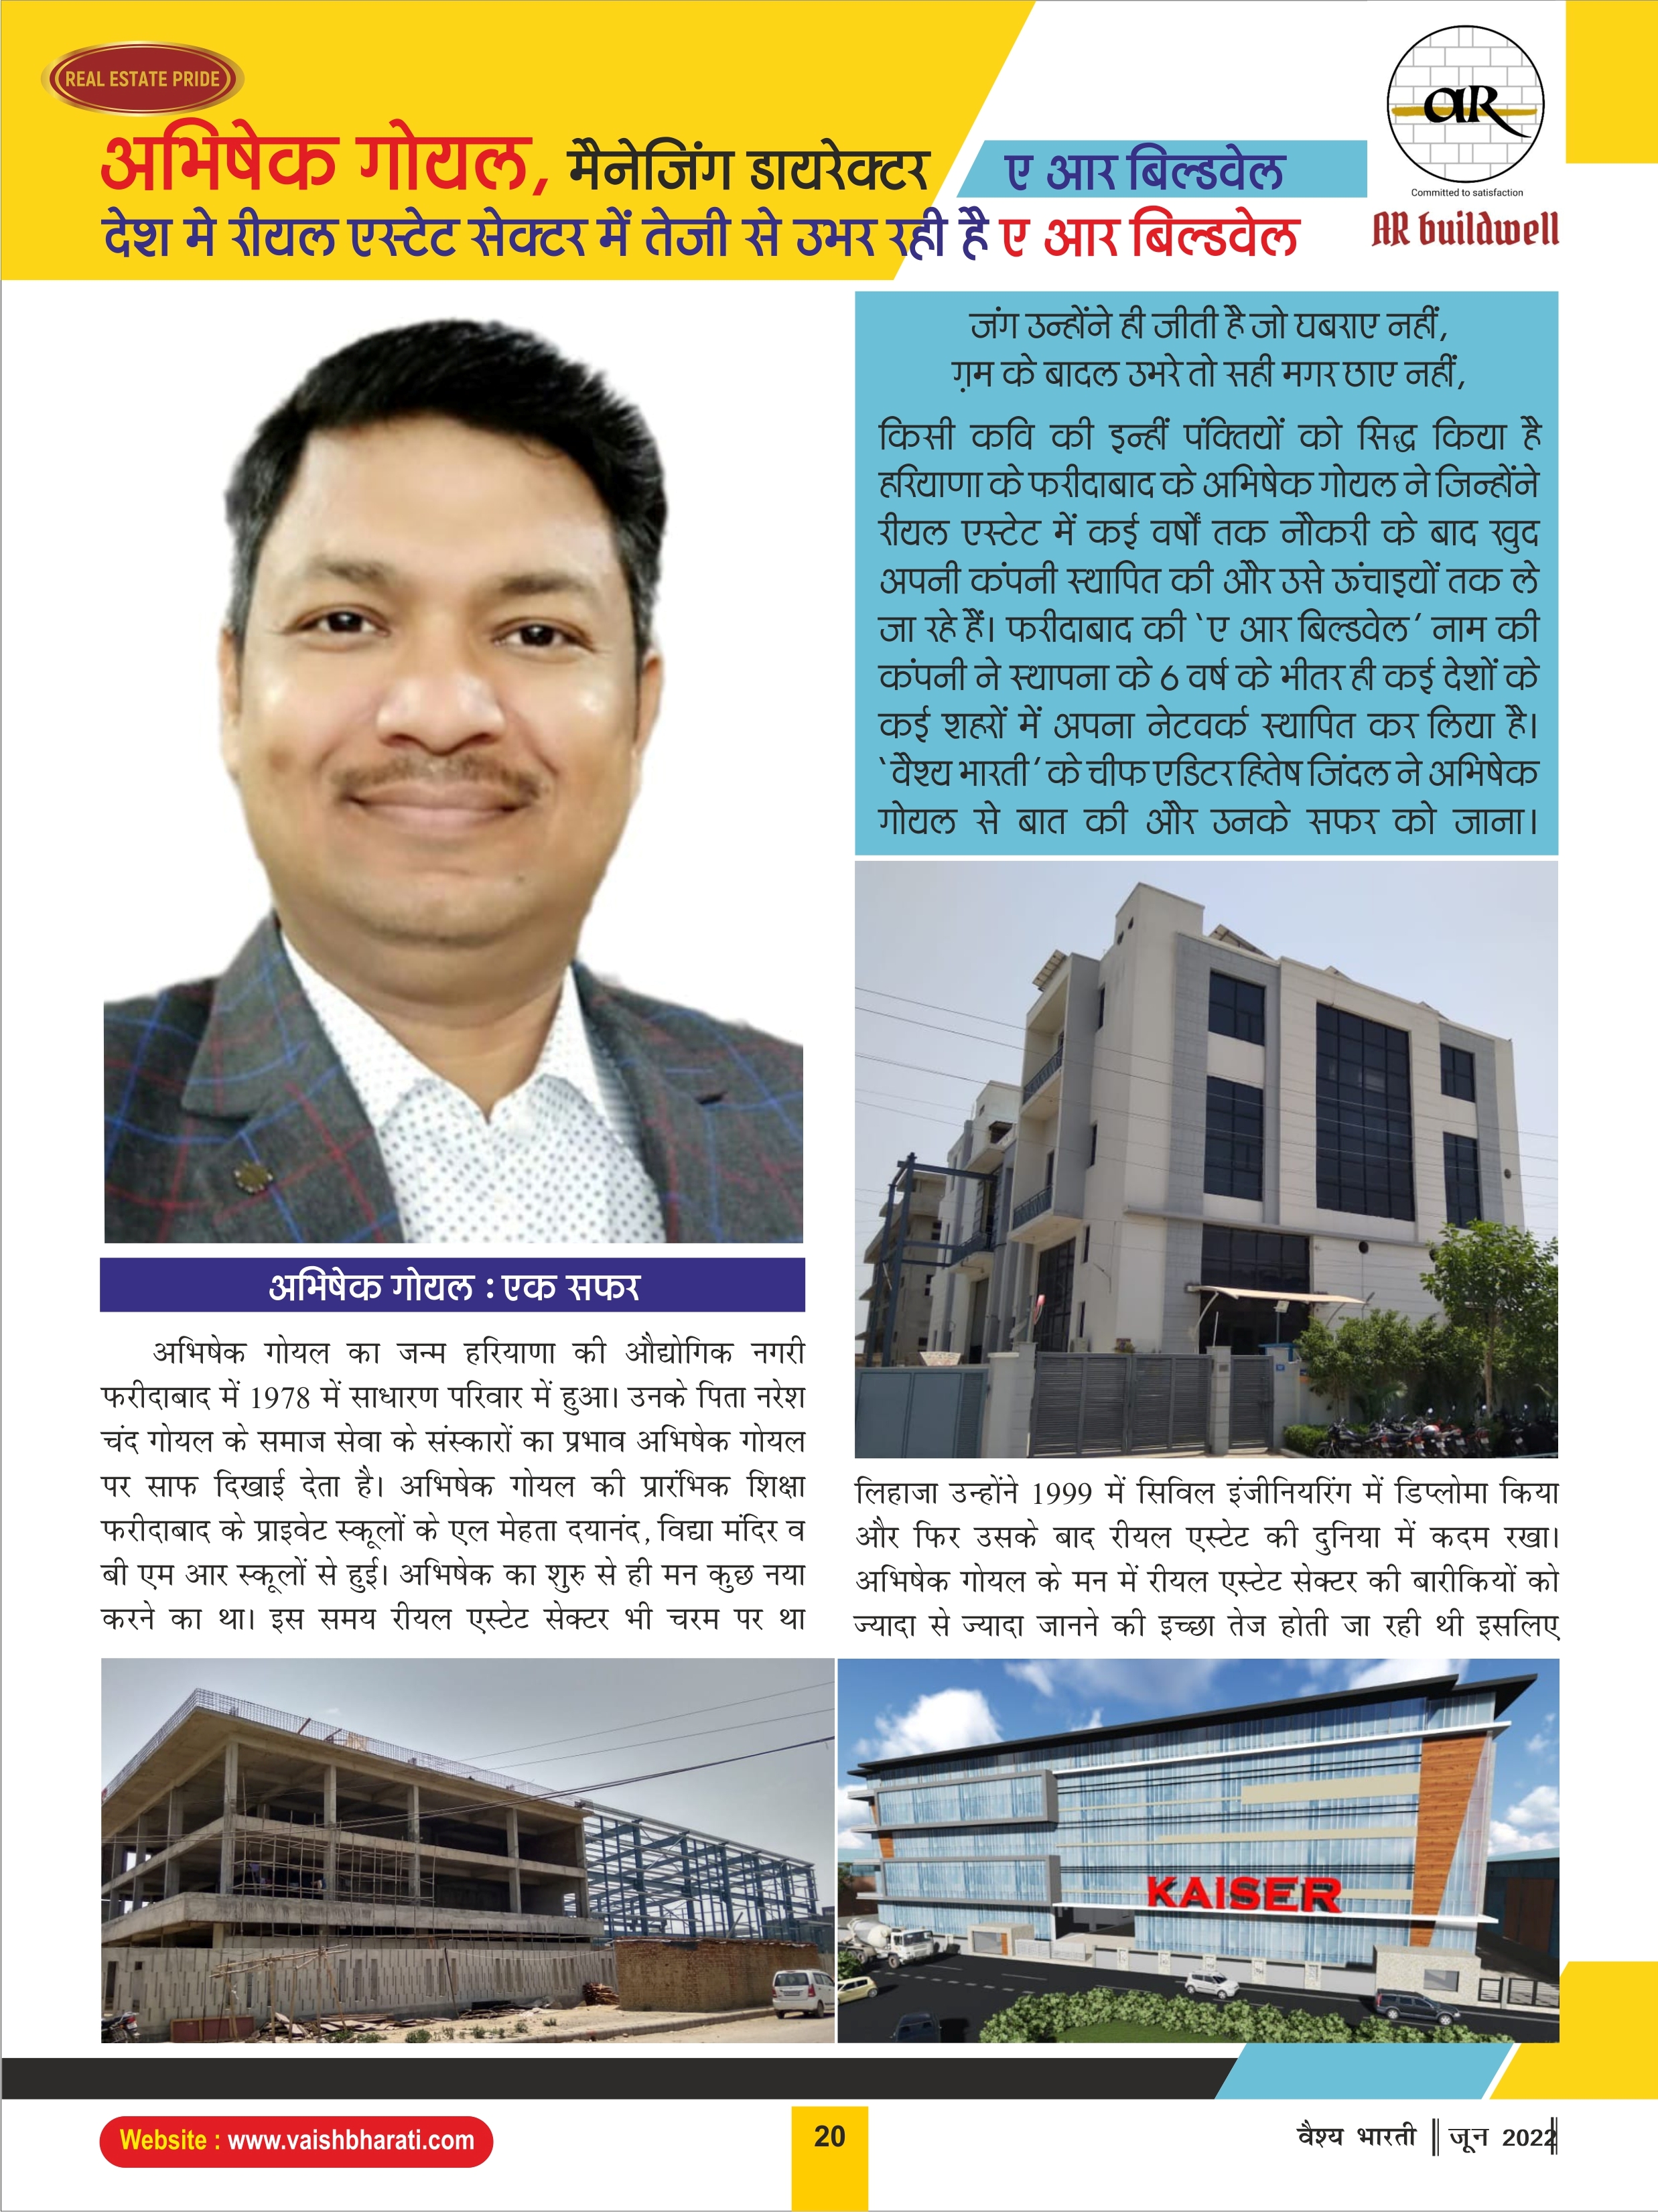 REAL ESTATE PRIDE
अभिषेक गोयल, मैनेजिंग डायरेक्टर ए आर बिल्डवेल
देश मे रीयल एस्टेट सेक्टर में तेजी से उभर रही है ए आर बिल्डवेल
aR
Committed to satisfaction
AR buildwell
जंग उन्होंने ही जीती है जो घबराए नहीं,
ग़म के बादल उभरे तो सही मगर छाए नहीं,
किसी कवि की इन्हीं पंक्तियों को सिद्ध किया है
हरियाणा के फरीदाबाद के अभिषेक गोयल ने जिन्होंने
रीयल एस्टेट में कई वर्षों तक नौकरी के बाद खुद
अपनी कंपनी स्थापित की और उसे ऊंचाइयों तक ले
जा रहे हैं। फरीदाबाद की ‘ए आर बिल्डवेल’ नाम की
कंपनी ने स्थापना के 6 वर्ष के भीतर ही कई देशों के
कई शहरों में अपना नेटवर्क स्थापित कर लिया है।
‘वैश्य भारती’ के चीफ एडिटर हितेष जिंदल ने अभिषेक
गोयल से बात की और उनके सफर को जाना।
अभिषेक गोयल : एक सफर
अभिषेक गोयल का जन्म हरियाणा की औद्योगिक नगरी
फरीदाबाद में 1978 में साधारण परिवार में हुआ। उनके पिता नरेश
चंद गोयल के समाज सेवा के संस्कारों का प्रभाव अभिषेक गोयल
पर साफ दिखाई देता है। अभिषेक गोयल की प्रारंभिक शिक्षा
फरीदाबाद के प्राइवेट स्कूलों के एल मेहता दयानंद, विद्या मंदिर व
बी एम आर स्कूलों से हुई। अभिषेक का शुरु से ही मन कुछ नया
करने का था। इस समय रीयल एस्टेट सेक्टर भी चरम पर था
लिहाजा उन्होंने 1999 में सिविल इंजीनियरिंग में डिप्लोमा किया
और फिर उसके बाद रीयल एस्टेट की दुनिया में कदम रखा।
अभिषेक गोयल के मन में रीयल एस्टेट सेक्टर की बारीकियों को
ज्यादा से ज्यादा जानने की इच्छा तेज होती जा रही थी इसलिए
KAISER
Website : www.vaishbharati.com
20
वैश्य भारती || जून 2022